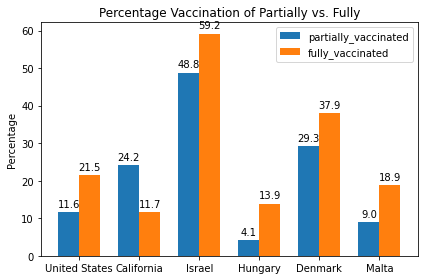 Percentage Vaccination of Partially vs. Fully
partially_vaccinated
fully_vaccinated
Percentage
60
50
40
30
20
10
0
11.6
21.5
24.2
11.7
48.8
59.2
4.1
13.9
29.3
37.9
9.0
18.9
United States
California
Israel
Hungary
Denmark
Malta